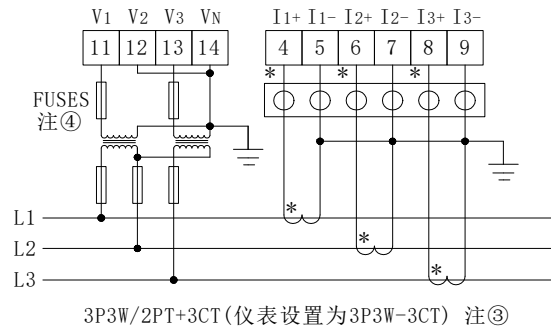 V1 V2 V3 VN I1+ I1- I2+ I2- I3+ I3-
11 12 13 14 4 5 6 7 8 9
* * *
FUSES
注④
*
L1
*
L2
*
L3
3P3W/2PT+3CT(仪表设置为3P3W-3CT) 注③